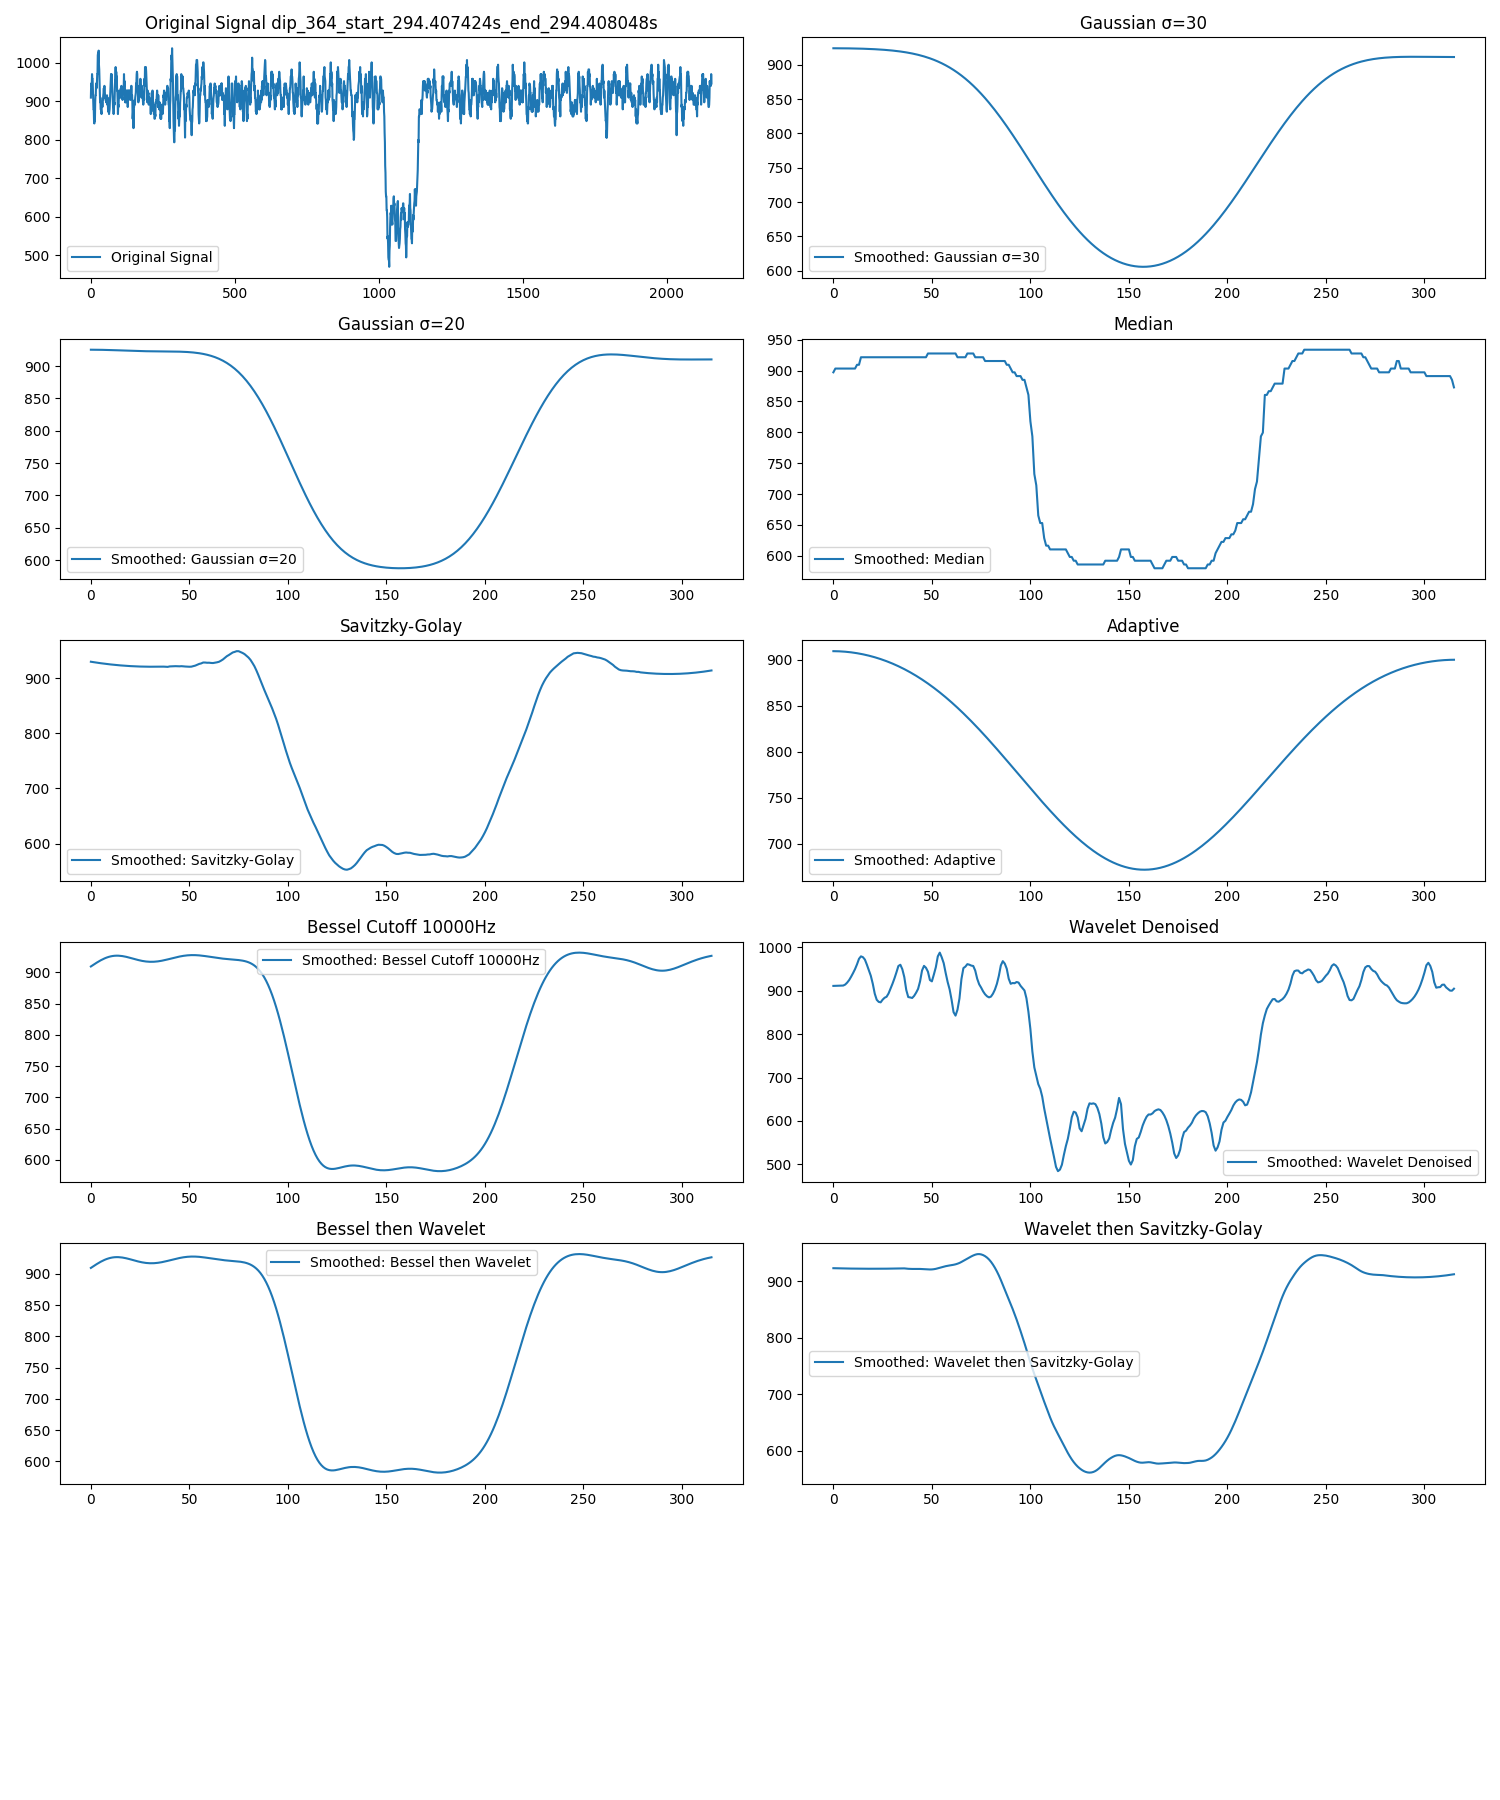 Original Signal dip_364_start_294.407424s_end_294.408048s
1000
900
800
700
600
500
Original Signal
0 500 1000 1500 2000
Gaussian σ=30
900
850
800
750
700
650
600
Smoothed: Gaussian σ=30
0 50 100 150 200 250 300
Gaussian σ=20
900
850
800
750
700
650
600
Smoothed: Gaussian σ=20
0 50 100 150 200 250 300
Median
950
900
850
800
750
700
650
600
Smoothed: Median
0 50 100 150 200 250 300
Savitzky-Golay
900
800
700
600
Smoothed: Savitzky-Golay
0 50 100 150 200 250 300
Adaptive
900
850
800
750
700
Smoothed: Adaptive
0 50 100 150 200 250 300
Bessel Cutoff 10000Hz
Smoothed: Bessel Cutoff 10000Hz
900
850
800
750
700
650
600
0 50 100 150 200 250 300
Wavelet Denoised
1000
900
800
700
600
500
Smoothed: Wavelet Denoised
0 50 100 150 200 250 300
Bessel then Wavelet
Smoothed: Bessel then Wavelet
900
850
800
750
700
650
600
0 50 100 150 200 250 300
Wavelet then Savitzky-Golay
900
800
Smoothed: Wavelet then Savitzky-Golay
700
600
0 50 100 150 200 250 300